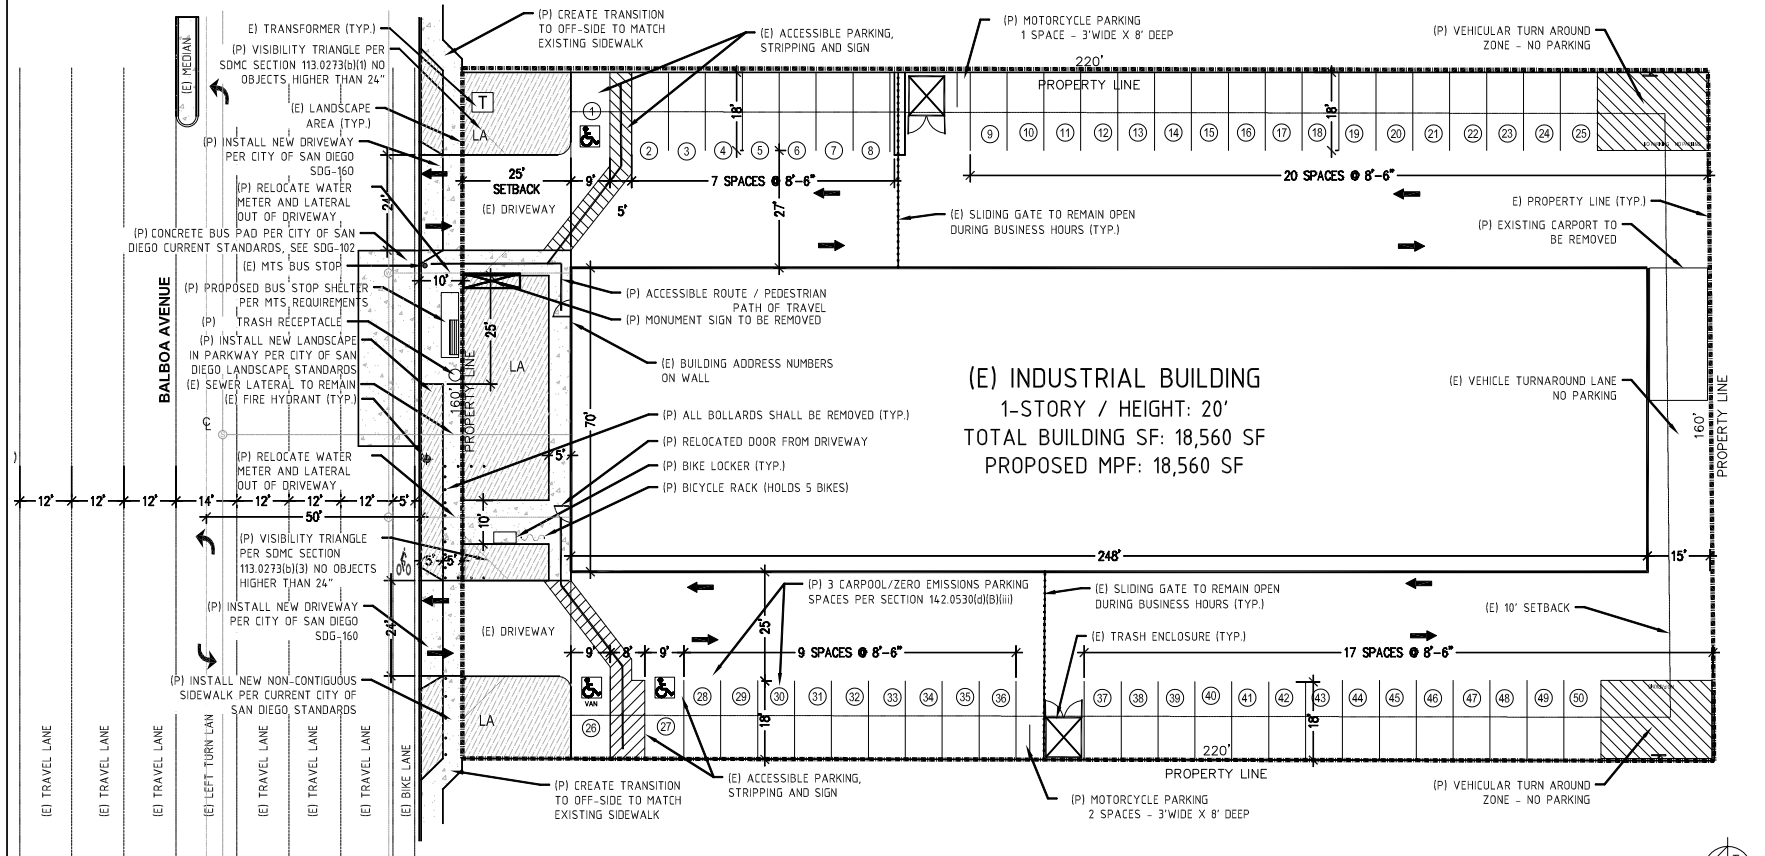 (E) MEDIAN
E) TRANSFORMER (TYP.)
(P) VISIBILITY TRIANGLE PER
SDMC SECTION 113.0273(b)(1) NO
OBJECTS HIGHER THAN 24"
(E) LANDSCAPE
AREA (TYP.)
(P) INSTALL NEW DRIVEWAY
PER CITY OF SAN DIEGO
SDG-160
(P) RELOCATE WATER
METER AND LATERAL
OUT OF DRIVEWAY
(P) CONCRETE BUS PAD PER CITY OF SAN
DIEGO CURRENT STANDARDS, SEE SDG-102
(E) MTS BUS STOP
(P) PROPOSED BUS STOP SHELTER
PER MTS REQUIREMENTS
(P) TRASH RECEPTACLE
(P) INSTALL NEW LANDSCAPE
IN PARKWAY PER CITY OF SAN
DIEGO LANDSCAPE STANDARDS
(E) SEWER LATERAL TO REMAIN
(E) FIRE HYDRANT (TYP.)
(P) RELOCATE WATER
METER AND LATERAL
OUT OF DRIVEWAY
BALBOA AVENUE
12' 12' 12' 14' 12' 12' 12' 5'
50'
(P) VISIBILITY TRIANGLE
PER SDMC SECTION
113.0273(b)(3) NO OBJECTS
HIGHER THAN 24"
(P) INSTALL NEW DRIVEWAY
PER CITY OF SAN DIEGO
SDG-160
(P) INSTALL NEW NON-CONTIGUOUS
SIDEWALK PER CURRENT CITY OF
SAN DIEGO STANDARDS
(E) TRAVEL LANE
(E) TRAVEL LANE
(E) TRAVEL LANE
(E) LEFT TURN LAN
(E) TRAVEL LANE
(E) TRAVEL LANE
(E) TRAVEL LANE
(E) BIKE LANE
(P) CREATE TRANSITION
TO OFF-SIDE TO MATCH
EXISTING SIDEWALK
(E) ACCESSIBLE PARKING,
STRIPPING AND SIGN
(P) MOTORCYCLE PARKING
1 SPACE - 3'WIDE X 8' DEEP
(P) VEHICULAR TURN AROUND
ZONE - NO PARKING
220'
PROPERTY LINE
T
LA
18'
18'
1 2 3 4 5 6 7 8
9 10 11 12 13 14 15 16 17 18 19 20 21 22 23 24 25
24'
25'
SETBACK
9'
7 SPACES @ 8'-6"
20 SPACES @ 8'-6"
(E) DRIVEWAY
5'
27'
(E) SLIDING GATE TO REMAIN OPEN
DURING BUSINESS HOURS (TYP.)
E) PROPERTY LINE (TYP.)
(P) EXISTING CARPORT TO
BE REMOVED
10'
25'
LA
160'
PROPERTY LINE
(P) ACCESSIBLE ROUTE / PEDESTRIAN
PATH OF TRAVEL
(P) MONUMENT SIGN TO BE REMOVED
(E) BUILDING ADDRESS NUMBERS
ON WALL
70'
(P) ALL BOLLARDS SHALL BE REMOVED (TYP.)
(P) RELOCATED DOOR FROM DRIVEWAY
(P) BIKE LOCKER (TYP.)
(P) BICYCLE RACK (HOLDS 5 BIKES)
5'
10'
5' 5'
(E) INDUSTRIAL BUILDING
1-STORY / HEIGHT: 20'
TOTAL BUILDING SF: 18,560 SF
PROPOSED MPF: 18,560 SF
(E) VEHICLE TURNAROUND LANE
NO PARKING
160'
PROPERTY LINE
248'
15'
(P) 3 CARPOOL/ZERO EMISSIONS PARKING
SPACES PER SECTION 142.0530(d)(B)(iii)
(E) SLIDING GATE TO REMAIN OPEN
DURING BUSINESS HOURS (TYP.)
(E) 10' SETBACK
(E) DRIVEWAY
24'
25'
(E) TRASH ENCLOSURE (TYP.)
9' 8' 9'
9 SPACES @ 8'-6"
17 SPACES @ 8'-6"
VAN
LA
18'
18'
26 27 28 29 30 31 32 33 34 35 36
37 38 39 40 41 42 43 44 45 46 47 48 49 50
220'
PROPERTY LINE
(P) CREATE TRANSITION
TO OFF-SIDE TO MATCH
EXISTING SIDEWALK
(E) ACCESSIBLE PARKING,
STRIPPING AND SIGN
(P) MOTORCYCLE PARKING
2 SPACES - 3'WIDE X 8' DEEP
(P) VEHICULAR TURN AROUND
ZONE - NO PARKING